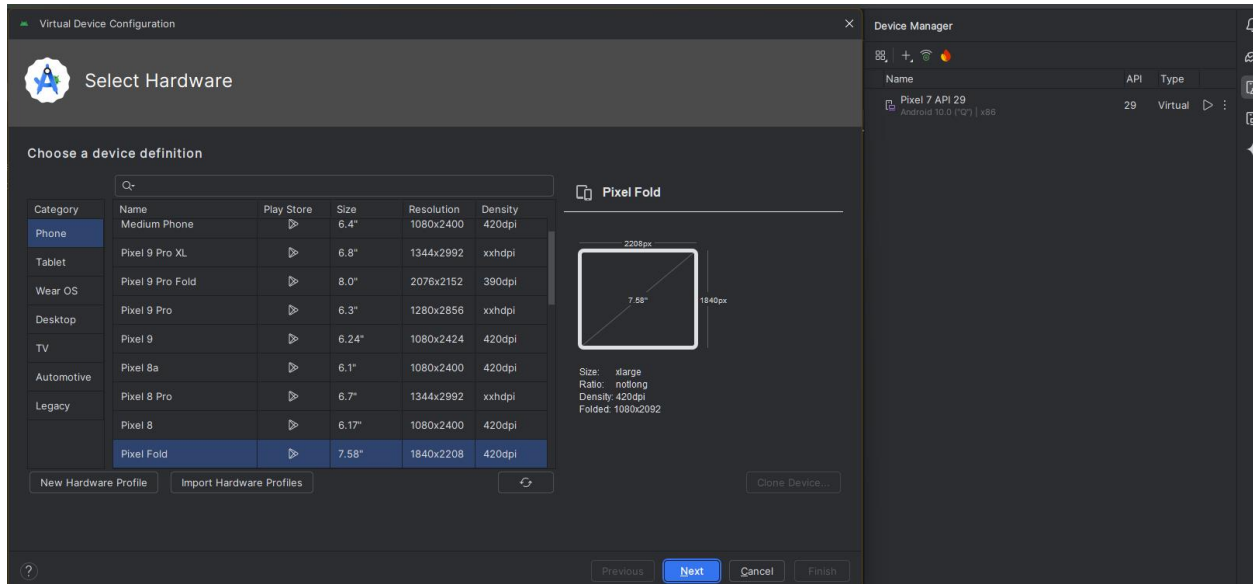 Virtual Device Configuration
Select Hardware
Choose a device definition
Category
Phone
Tablet
Wear OS
Desktop
TV
Automotive
Legacy
Name Play Store Size Resolution Density
Medium Phone 6.4" 1080x2400 420dpi
Pixel 9 Pro XL 6.8" 1344x2992 xxhdpi
Pixel 9 Pro Fold 8.0" 2076x2152 390dpi
Pixel 9 Pro 6.3" 1280x2856 xxhdpi
Pixel 9 6.24" 1080x2424 420dpi
Pixel 8a 6.1" 1080x2400 420dpi
Pixel 8 Pro 6.7" 1344x2992 xxhdpi
Pixel 8 6.17" 1080x2400 420dpi
Pixel Fold 7.58" 1840x2208 420dpi
New Hardware Profile Import Hardware Profiles
Pixel Fold
2208px
7.58"
1840px
Size: xlarge
Ratio: notlong
Density: 420dpi
Folded: 1080x2092
Clone Device...
? Previous Next Cancel Finish
Device Manager
Name API Type
Pixel 7 API 29 29 Virtual
Android 10.0 ("Q") | x86